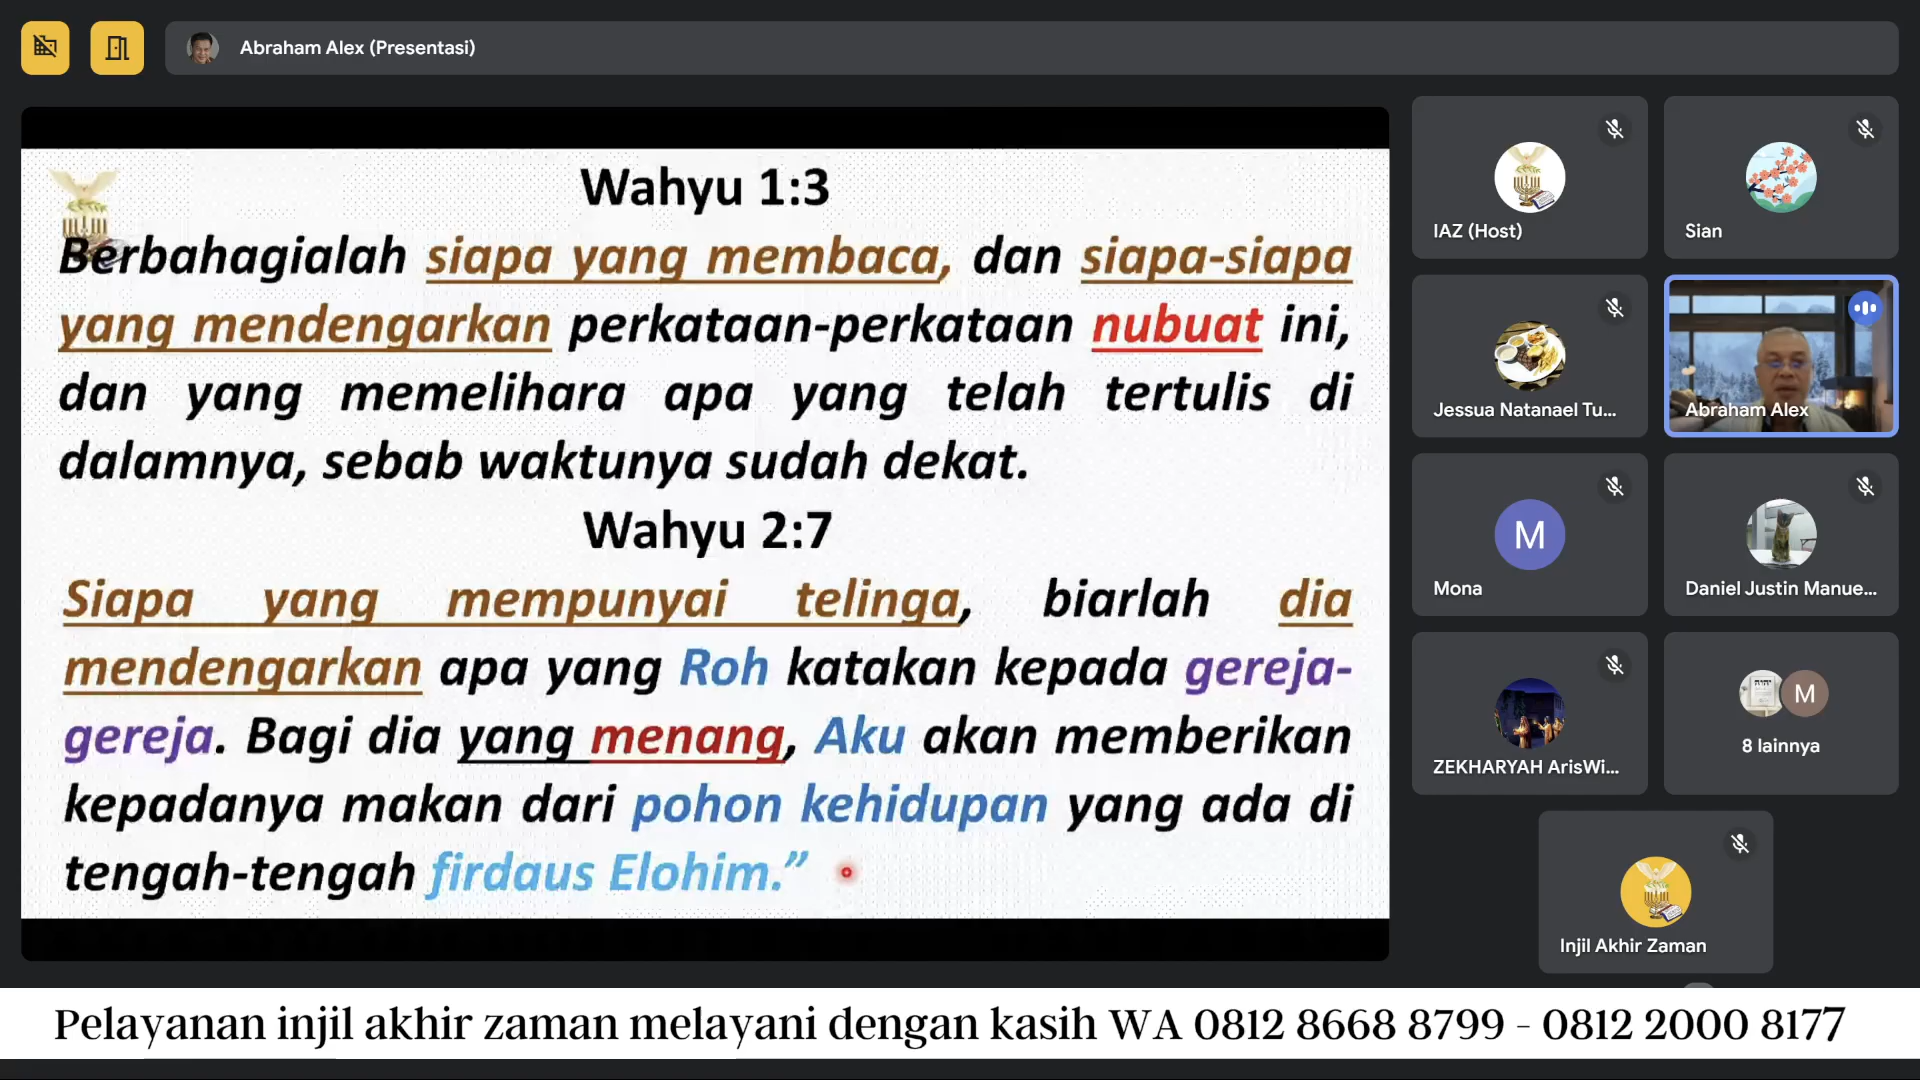 Abraham Alex (Presentasi)
Wahyu 1:3
Berbahagialah siapa yang membaca, dan siapa-siapa
yang mendengarkan perkataan-perkataan nubuat ini,
dan yang memelihara apa yang telah tertulis di
dalamnya, sebab waktunya sudah dekat.
Wahyu 2:7
Siapa yang mempunyai telinga, biarlah dia
mendengarkan apa yang Roh katakan kepada gereja-
gereja. Bagi dia yang menang, Aku akan memberikan
kepadanya makan dari pohon kehidupan yang ada di
tengah-tengah firdaus Elohim.”
IAZ (Host)
Sian
Jessua Natanael Tu...
Abraham Alex
M
Mona
Daniel Justin Manue...
ZEKHARYAH ArisWi...
יהוה
M
8 lainnya
Injil Akhir Zaman
Pelayanan injil akhir zaman melayani dengan kasih WA 0812 8668 8799 - 0812 2000 8177